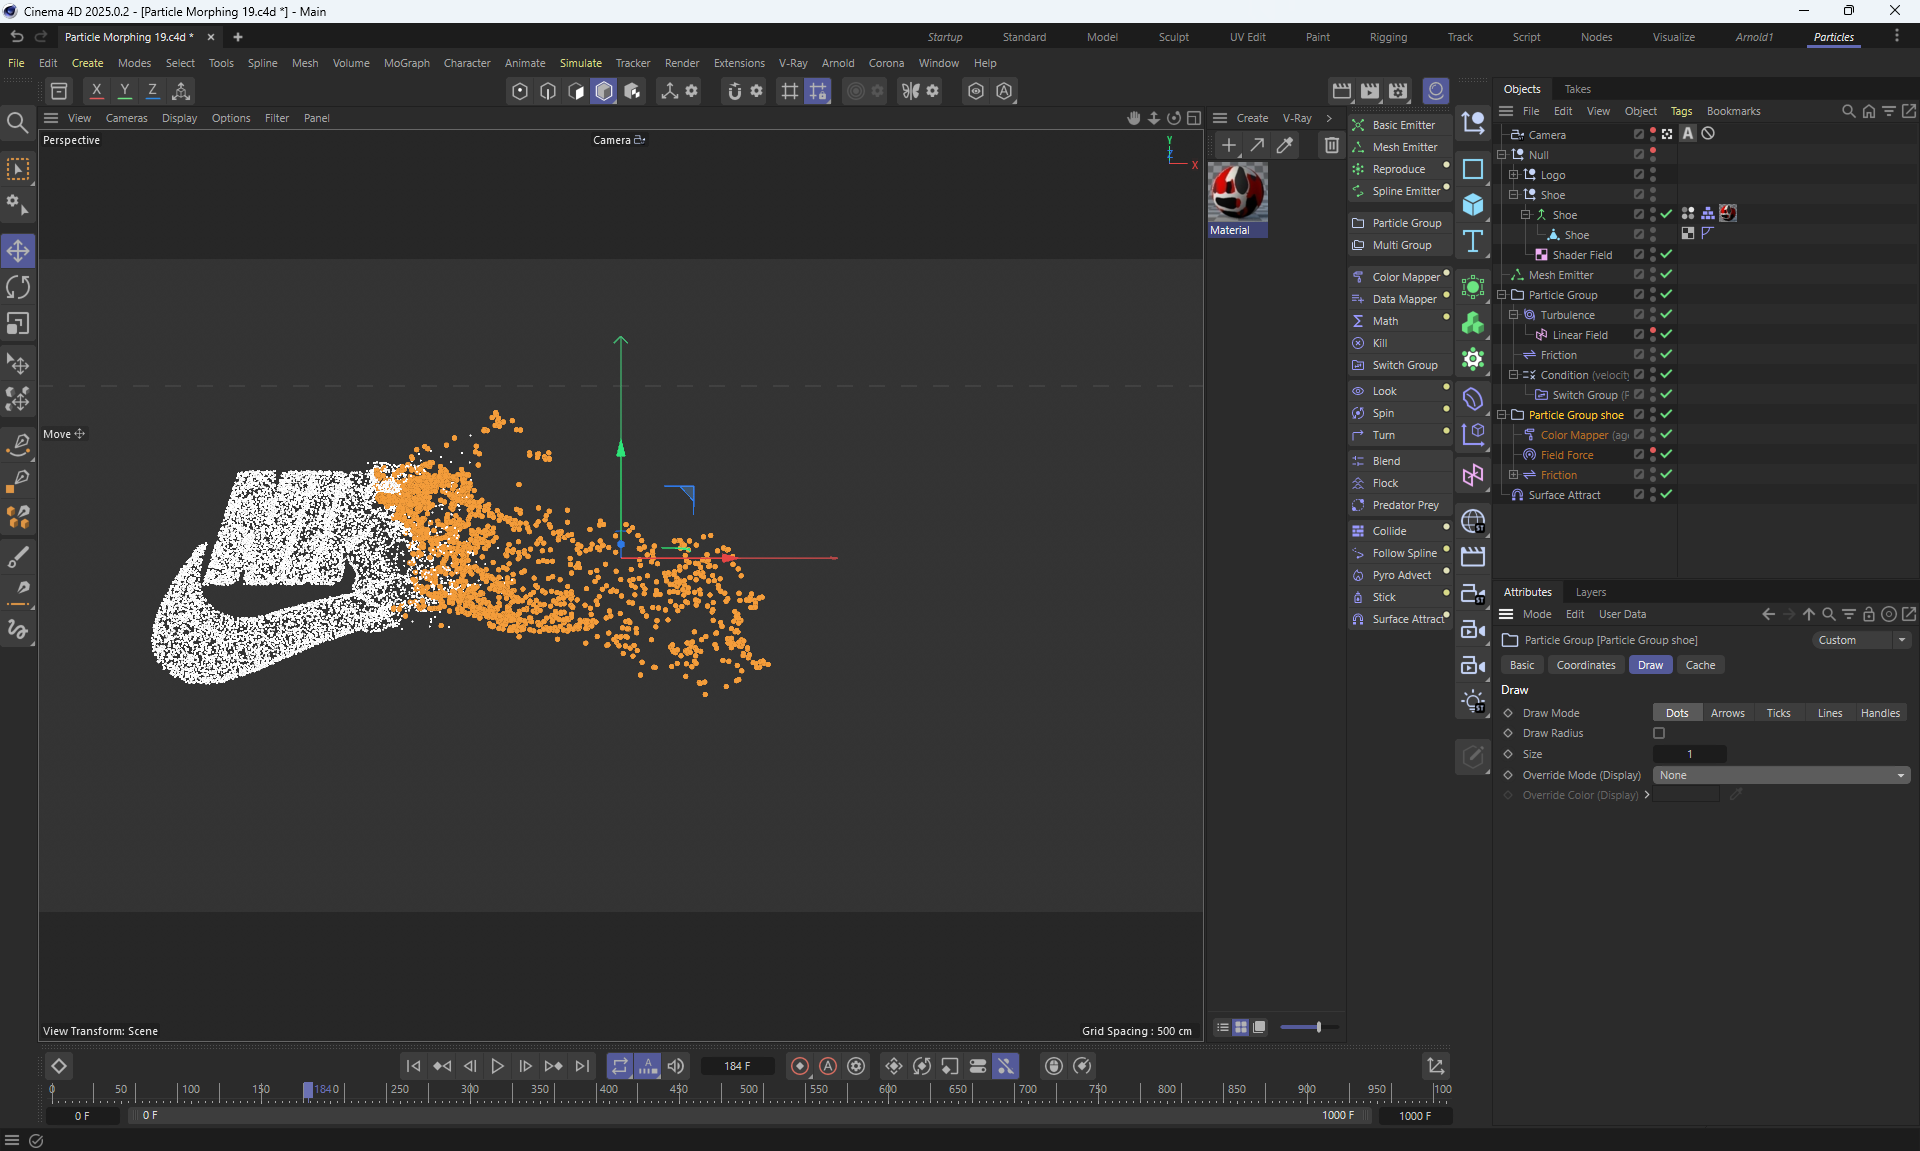 Cinema 4D 2025.0.2 - [Particle Morphing 19.c4d *] - Main
Particle Morphing 19.c4d *
Startup Standard Model Sculpt UV Edit Paint Rigging Track Script Nodes Visualize Arnold1 Particles
File Edit Create Modes Select Tools Spline Mesh Volume MoGraph Character Animate Simulate Tracker Render Extensions V-Ray Arnold Corona Window Help
X Y Z
View Cameras Display Options Filter Panel
Perspective
Camera
Y
Z
X
Move
View Transform: Scene
Grid Spacing : 500 cm
Create V-Ray
Material
Basic Emitter
Mesh Emitter
Reproduce
Spline Emitter
Particle Group
Multi Group
Color Mapper
Data Mapper
Math
Kill
Switch Group
Look
Spin
Turn
Blend
Flock
Predator Prey
Collide
Follow Spline
Pyro Advect
Stick
Surface Attract
Objects Takes
File Edit View Object Tags Bookmarks
Camera
Null
Logo
Shoe
Shoe
Shoe
Shader Field
Mesh Emitter
Particle Group
Turbulence
Linear Field
Friction
Condition (velocit
Switch Group (F
Particle Group shoe
Color Mapper (ag
Field Force
Friction
Surface Attract
Attributes Layers
Mode Edit User Data
Particle Group [Particle Group shoe]
Custom
Basic Coordinates Draw Cache
Draw
Draw Mode Dots Arrows Ticks Lines Handles
Draw Radius
Size 1
Override Mode (Display) None
Override Color (Display)
184 F
0 50 100 150 1840 250 300 350 400 450 500 550 600 650 700 750 800 850 900 950 100
0 F 0 F 1000 F 1000 F